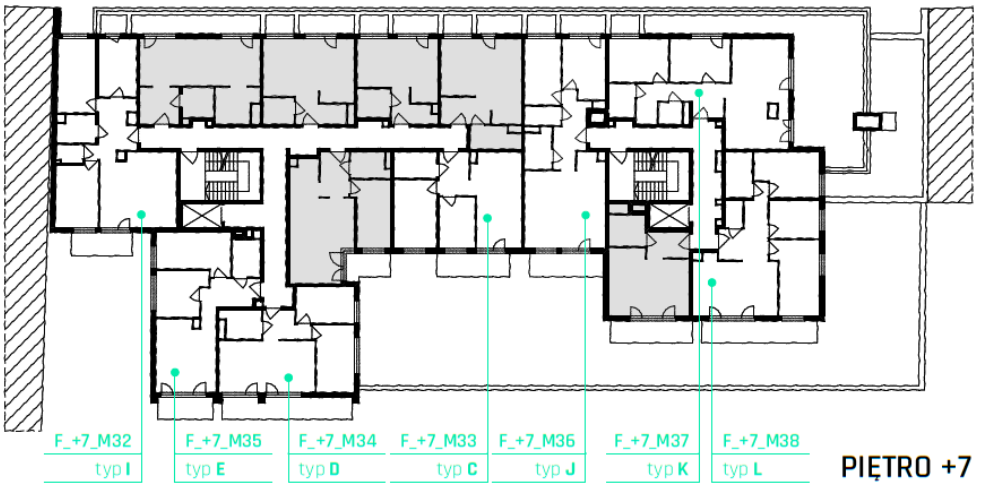 F_+7_M32 F_+7_M35 F_+7_M34 F_+7_M33 F_+7_M36 F_+7_M37 F_+7_M38
typ I typ E typ D typ C typ J typ K typ L
PIĘTRO +7